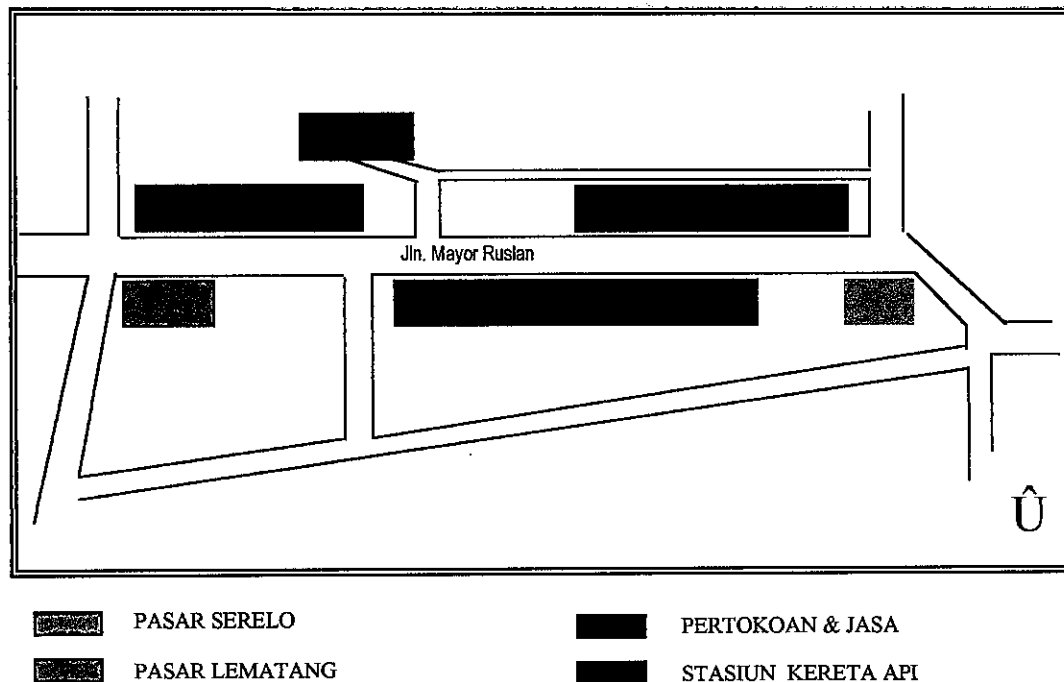 Jln. Mayor Ruslan
Û
PASAR SERELO
PERTOKOAN & JASA
PASAR LEMATANG
STASIUN KERETA API